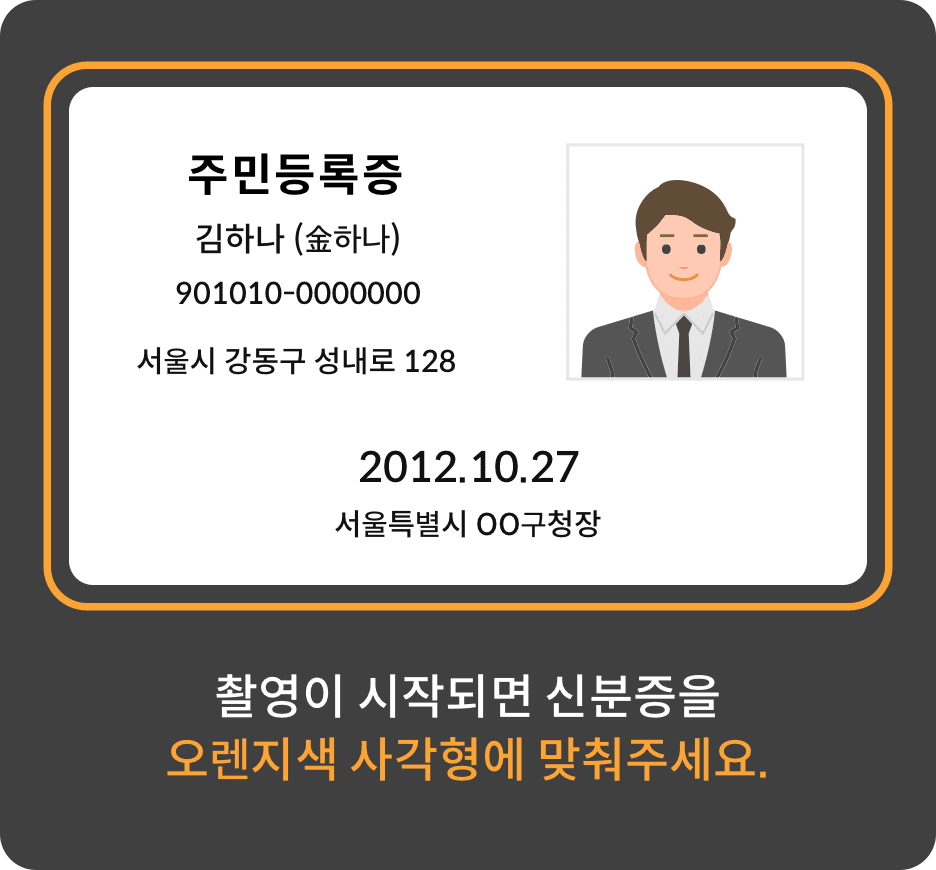 주민등록증
김하나 (金하나)
901010-0000000
서울시 강동구 성내로 128
2012.10.27
서울특별시 OO구청장
촬영이 시작되면 신분증을
오렌지색 사각형에 맞춰주세요.